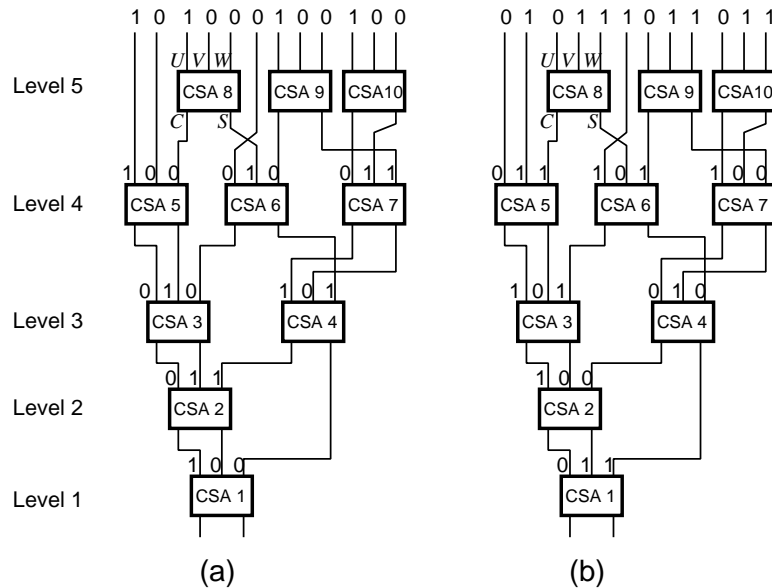 1 0 1 0 0 0 1 0 0 1 0 0 0 1 0 1 1 1 0 1 1 0 1 1
U V W U V W
Level 5 CSA 8 CSA 9 CSA10 CSA 8 CSA 9 CSA10
C S C S
1 0 0 0 1 0 0 1 1 0 1 1 1 0 1 1 0 0
Level 4 CSA 5 CSA 6 CSA 7 CSA 5 CSA 6 CSA 7
0 1 0 1 0 1 1 0 1 0 1 0
Level 3 CSA 3 CSA 4 CSA 3 CSA 4
0 1 1 1 0 0
Level 2 CSA 2 CSA 2
1 0 0 0 1 1
Level 1 CSA 1 CSA 1
(a) (b)